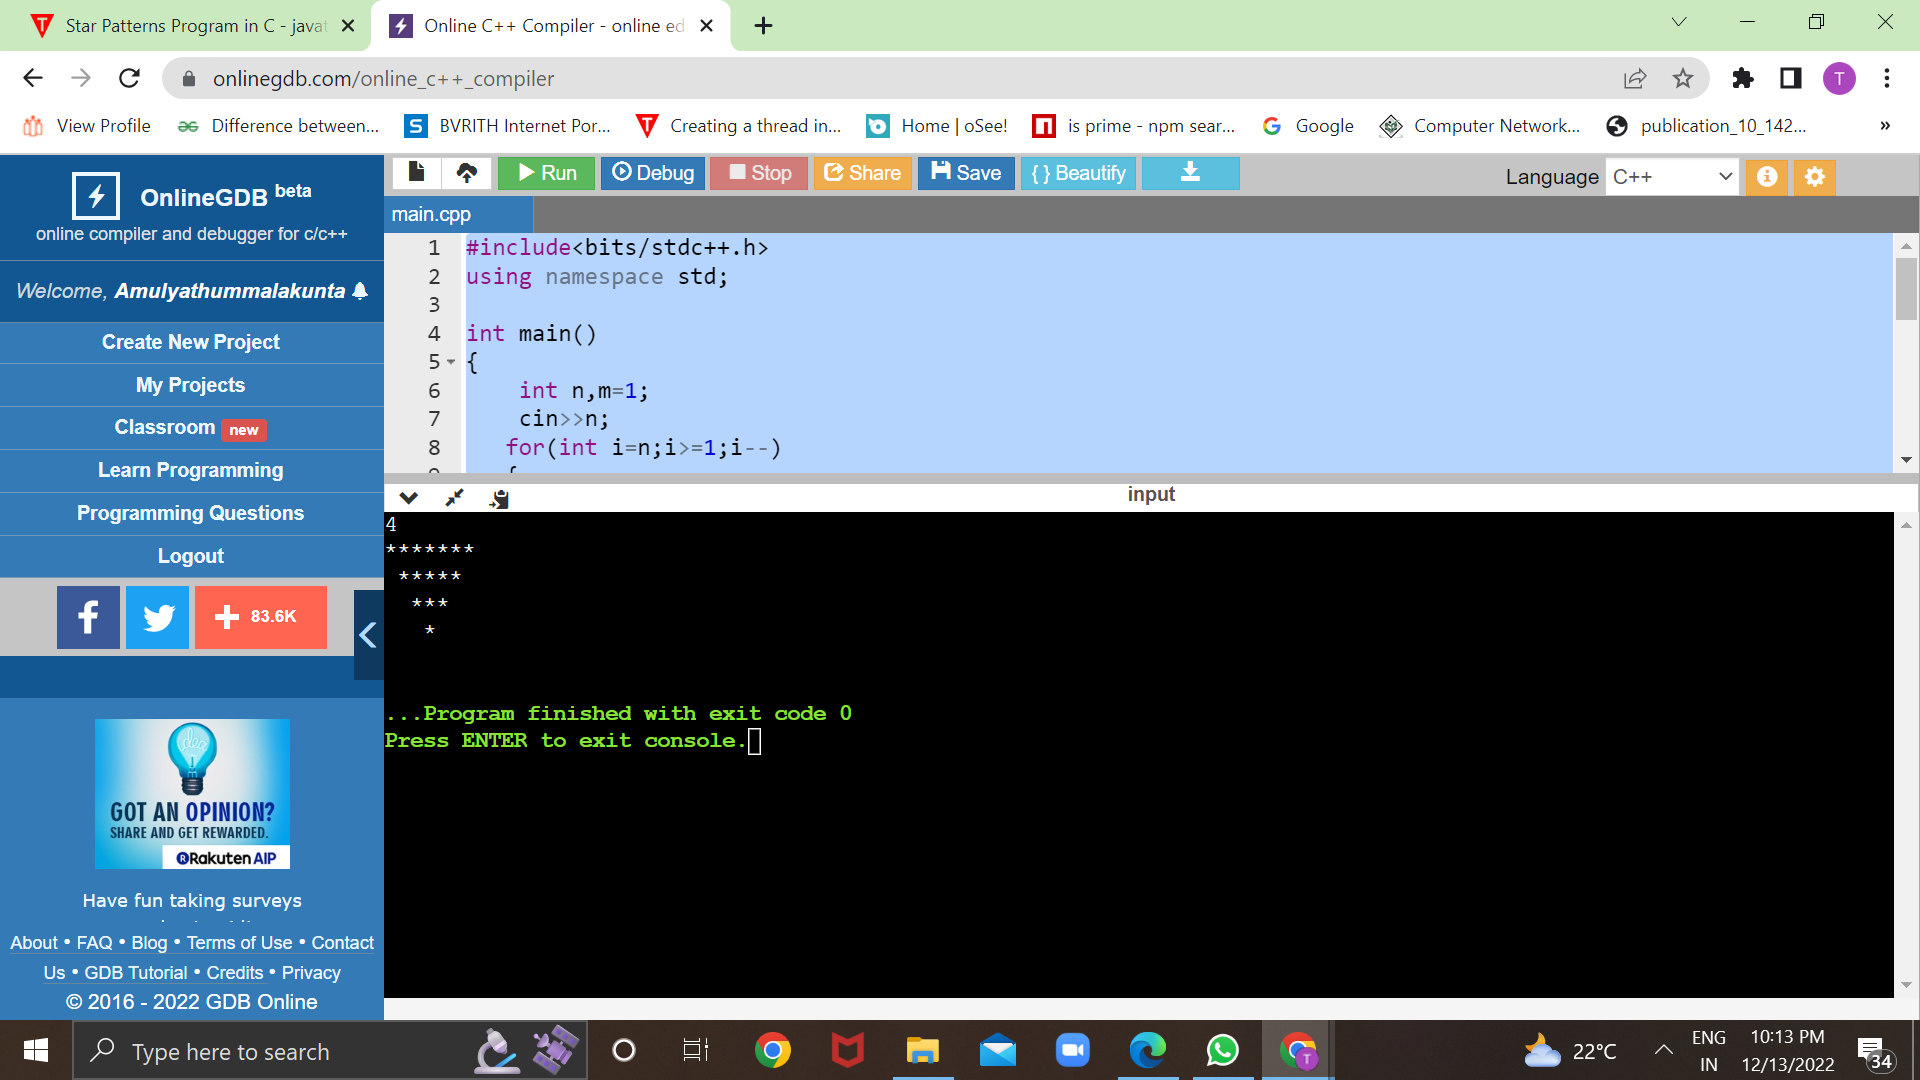 Star Patterns Program in C - javat
Online C++ Compiler - online ed
onlinegdb.com/online_c++_compiler
T
View Profile
Difference between...
BVRITH Internet Por...
Creating a thread in...
Home | oSee!
is prime - npm sear...
Google
Computer Network...
publication_10_142...
»
OnlineGDB beta
online compiler and debugger for c/c++
Welcome, Amulyathummalakunta
Create New Project
My Projects
Classroom new
Learn Programming
Programming Questions
Logout
83.6K
GOT AN OPINION?
SHARE AND GET REWARDED.
Rakuten AIP
Have fun taking surveys
About • FAQ • Blog • Terms of Use • Contact
Us • GDB Tutorial • Credits • Privacy
© 2016 - 2022 GDB Online
Run
Debug
Stop
Share
Save
{ } Beautify
Language C++
main.cpp
1 #include<bits/stdc++.h>
2 using namespace std;
3
4 int main()
5 {
6     int n,m=1;
7     cin>>n;
8    for(int i=n;i>=1;i--)
input
4
*******
 *****
  ***
   *
...Program finished with exit code 0
Press ENTER to exit console.
Type here to search
22°C
ENG
IN
10:13 PM
12/13/2022
34